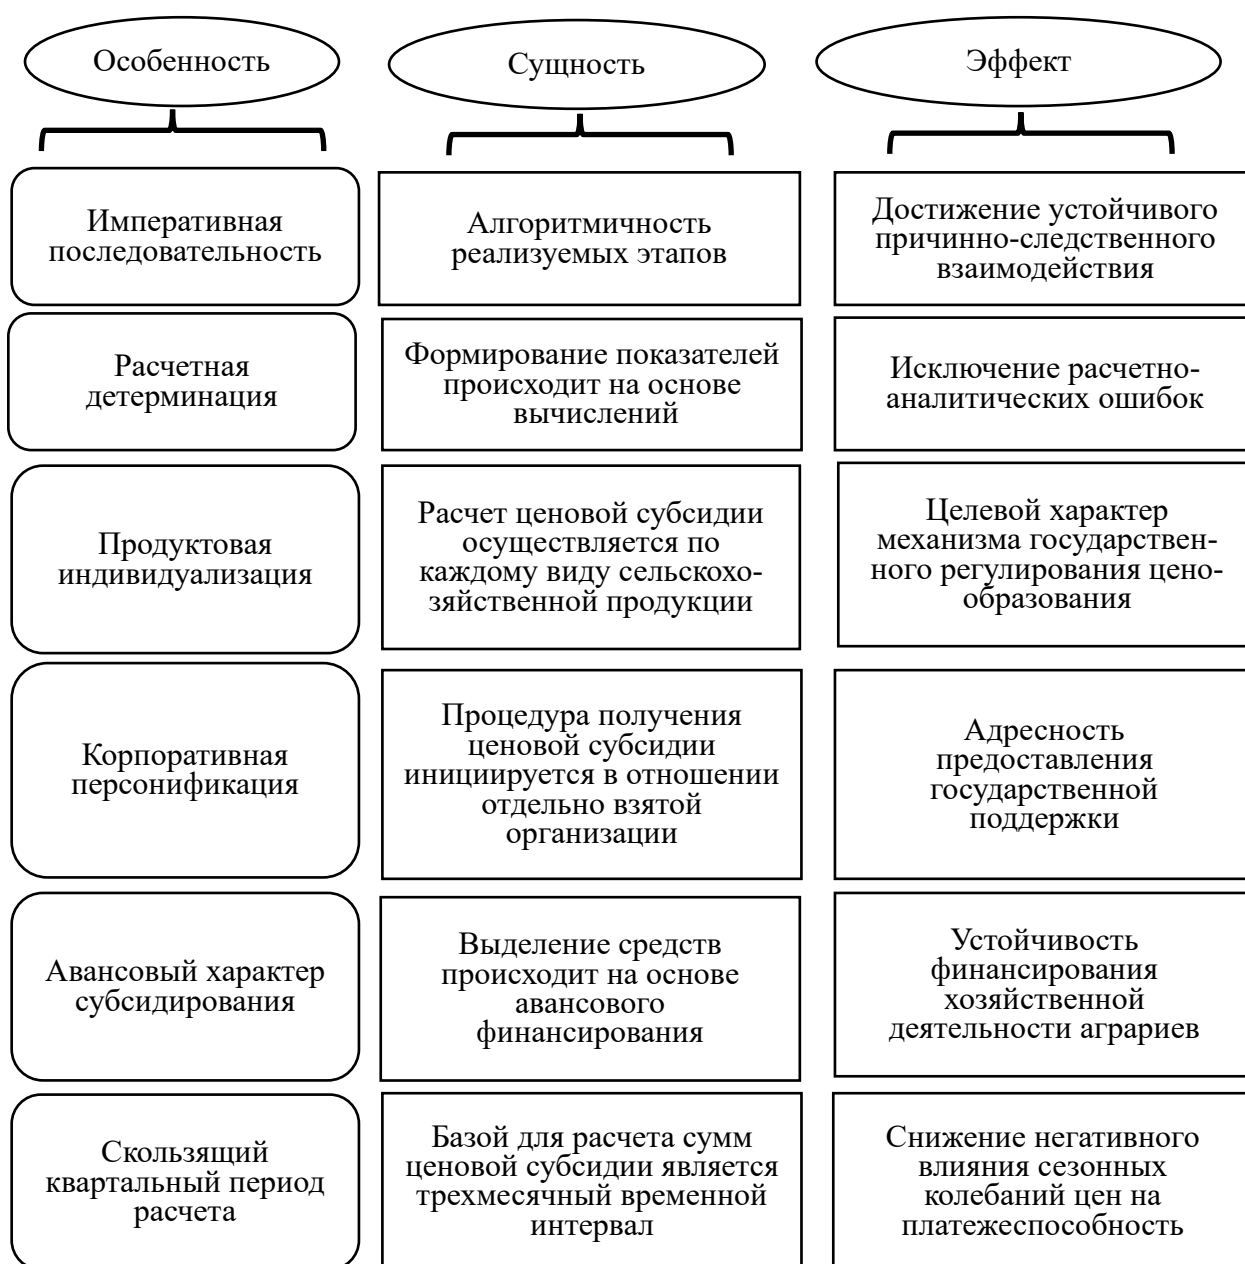 Особенность
Сущность
Эффект
Императивная
последовательность
Алгоритмичность
реализуемых этапов
Достижение устойчивого
причинно-следственного
взаимодействия
Расчетная
детерминация
Формирование показателей
происходит на основе
вычислений
Исключение расчетно-
аналитических ошибок
Продуктовая
индивидуализация
Расчет ценовой субсидии
осуществляется по
каждому виду сельскохо-
зяйственной продукции
Целевой характер
механизма государствен-
ного регулирования цено-
образования
Корпоративная
персонификация
Процедура получения
ценовой субсидии
инициируется в отношении
отдельно взятой
организации
Адресность
предоставления
государственной
поддержки
Авансовый характер
субсидирования
Выделение средств
происходит на основе
авансового
финансирования
Устойчивость
финансирования
хозяйственной
деятельности аграриев
Скользящий
квартальный период
расчета
Базой для расчета сумм
ценовой субсидии является
трехмесячный временной
интервал
Снижение негативного
влияния сезонных
колебаний цен на
платежеспособность